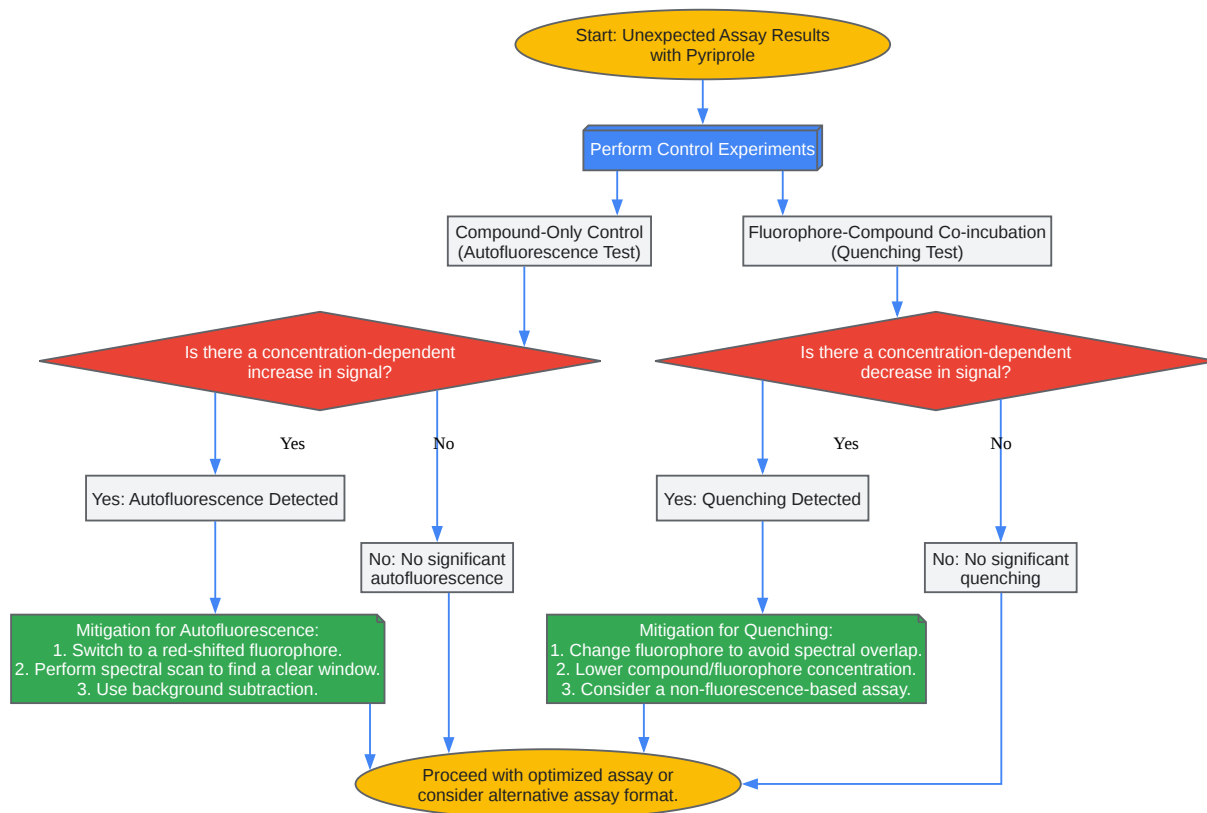 Start: Unexpected Assay Results
with Pyriprole
Perform Control Experiments
Compound-Only Control
(Autofluorescence Test)
Fluorophore-Compound Co-incubation
(Quenching Test)
Is there a concentration-dependent
increase in signal?
Is there a concentration-dependent
decrease in signal?
Yes
No
Yes
No
Yes: Autofluorescence Detected
Yes: Quenching Detected
No: No significant
autofluorescence
No: No significant
quenching
Mitigation for Autofluorescence:
1. Switch to a red-shifted fluorophore.
2. Perform spectral scan to find a clear window.
3. Use background subtraction.
Mitigation for Quenching:
1. Change fluorophore to avoid spectral overlap.
2. Lower compound/fluorophore concentration.
3. Consider a non-fluorescence-based assay.
Proceed with optimized assay or
consider alternative assay format.